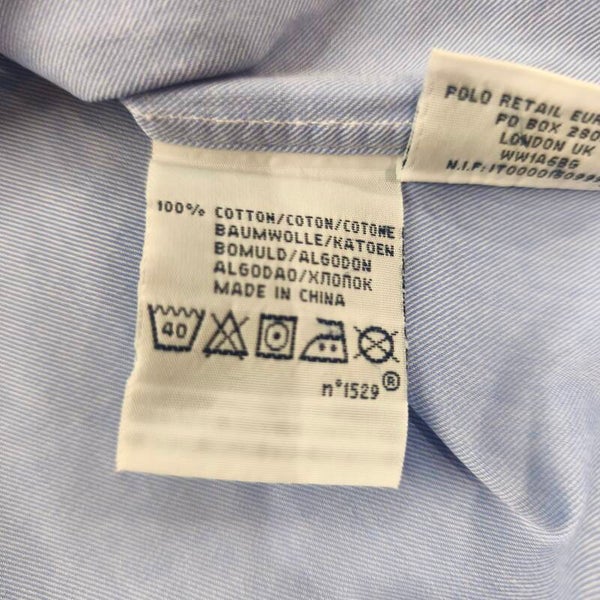 POLO RETAIL EUR
PO BOX 280
LONDON UK
WW1A6BG
100% COTTON/COTON/COTONE
BAUMWOLLE/KATOEN
BOMULD/ALGODON
ALGODAO/ХЛОПОК
MADE IN CHINA
40
n°1529®